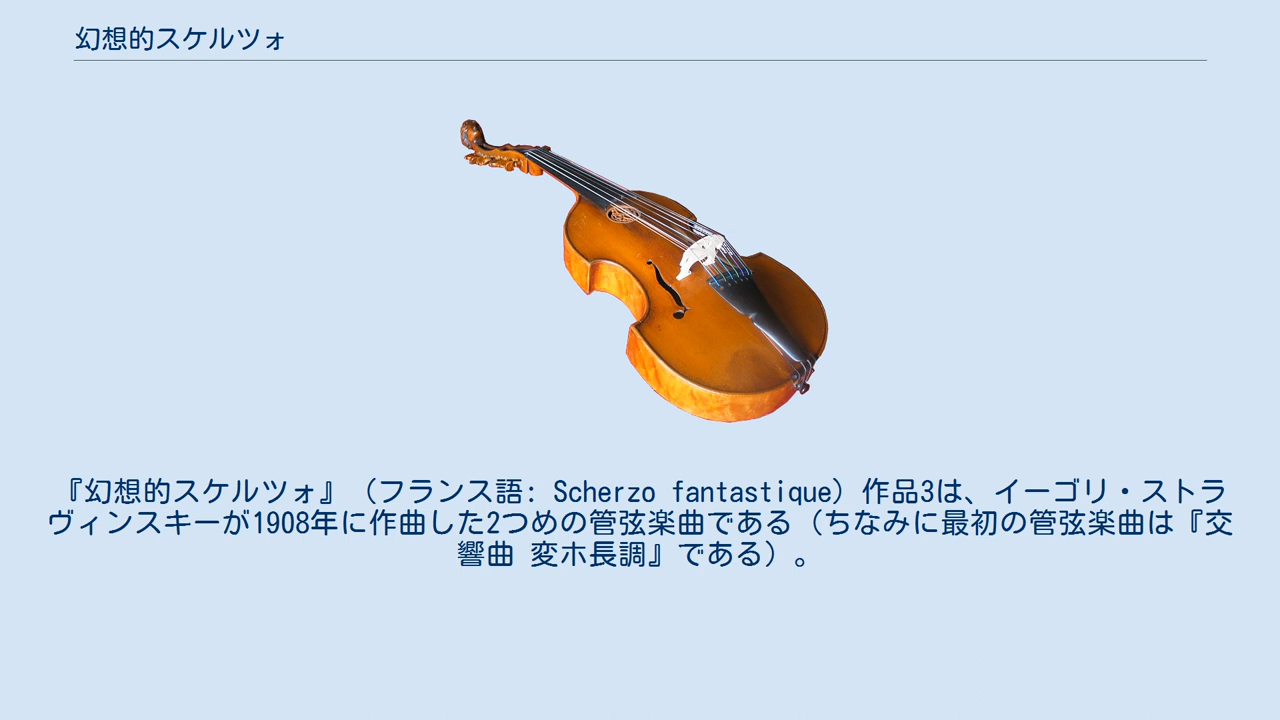 幻想的スケルツォ
『幻想的スケルツォ』（フランス語: Scherzo fantastique）作品3は、イーゴリ・ストラ
ヴィンスキーが1908年に作曲した2つめの管弦楽曲である（ちなみに最初の管弦楽曲は『交
響曲 変ホ長調』である）。